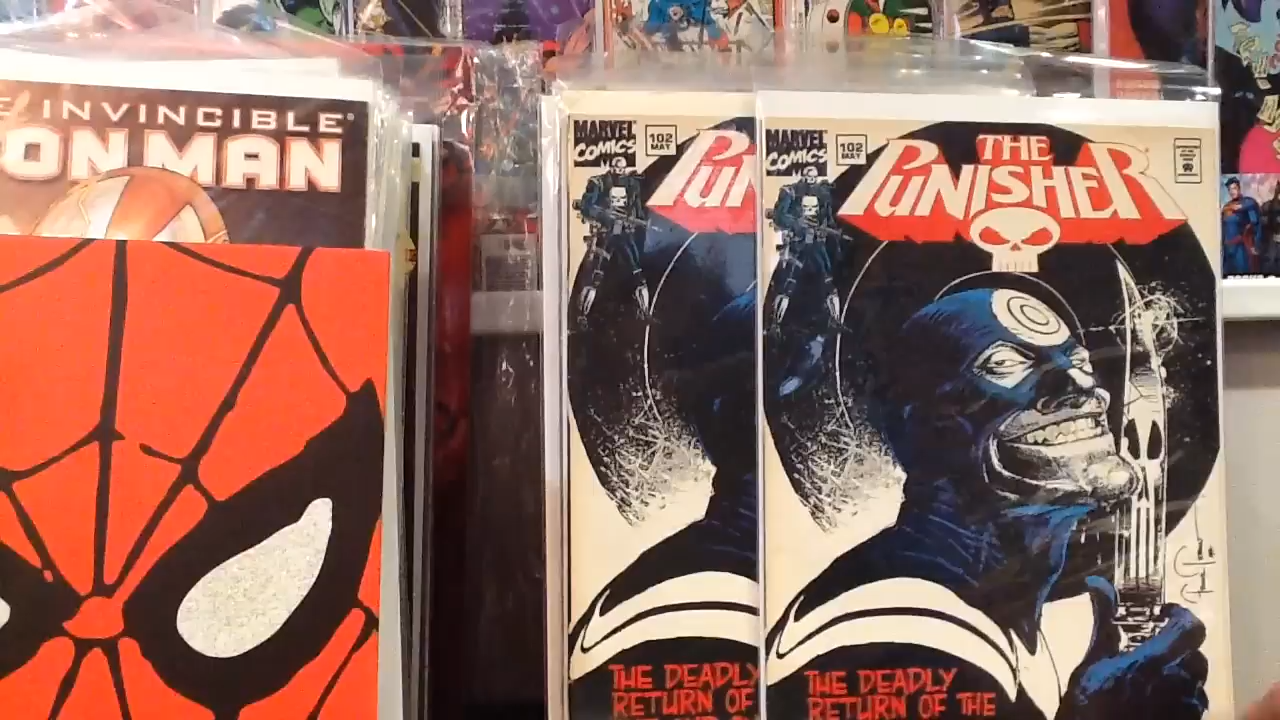 E INVINCIBLE
ON MAN
MARVEL
COMICS
102
MAY
PUN
THE DEADLY
RETURN OF
MARVEL
COMICS
102
MAY
THE
PUNISHER
THE DEADLY
RETURN OF THE